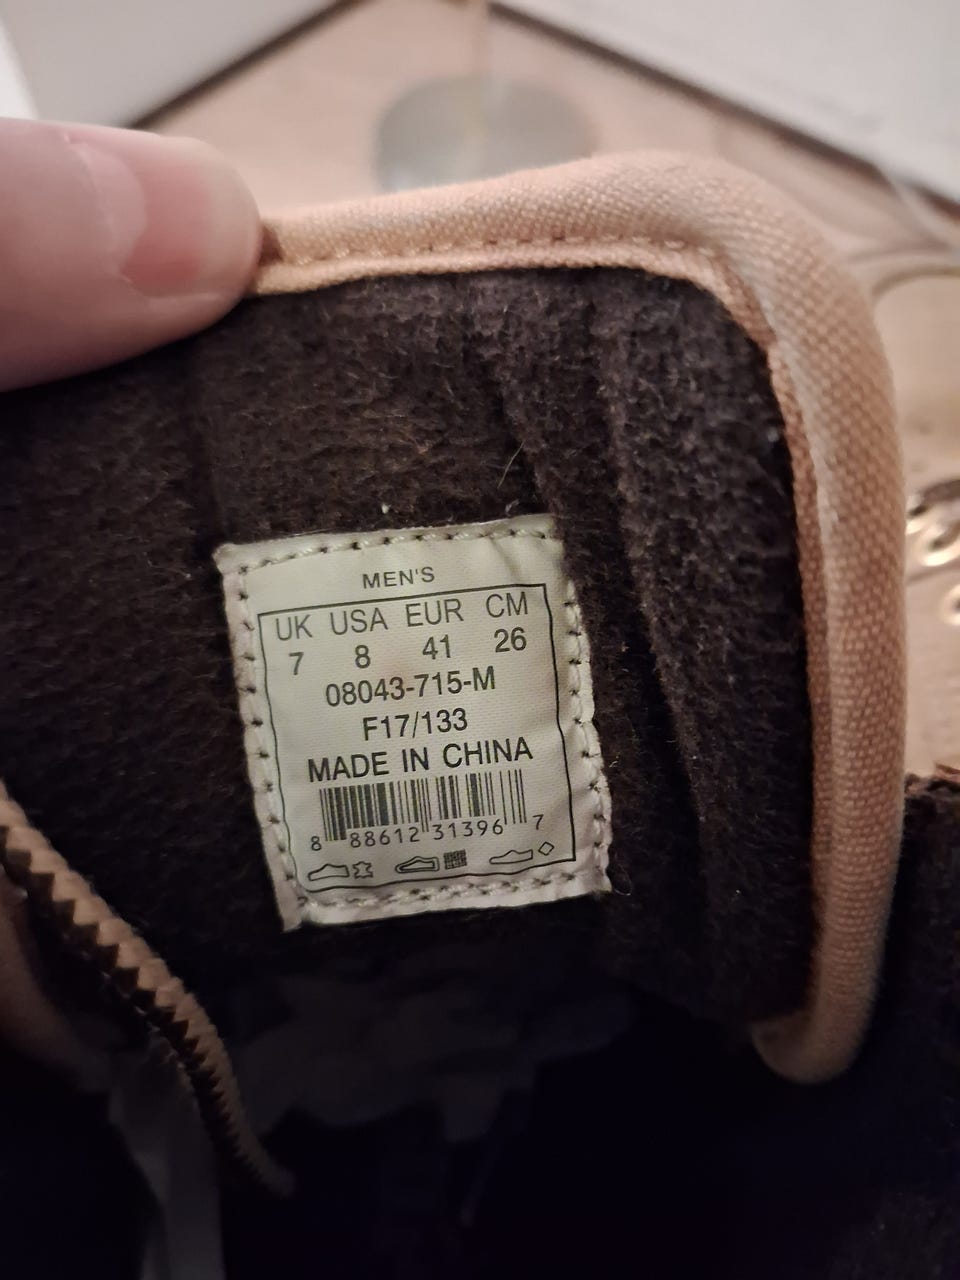 MEN'S
UK USA EUR CM
7 8 41 26
08043-715-M
F17/133
MADE IN CHINA
8 88612 31396 7